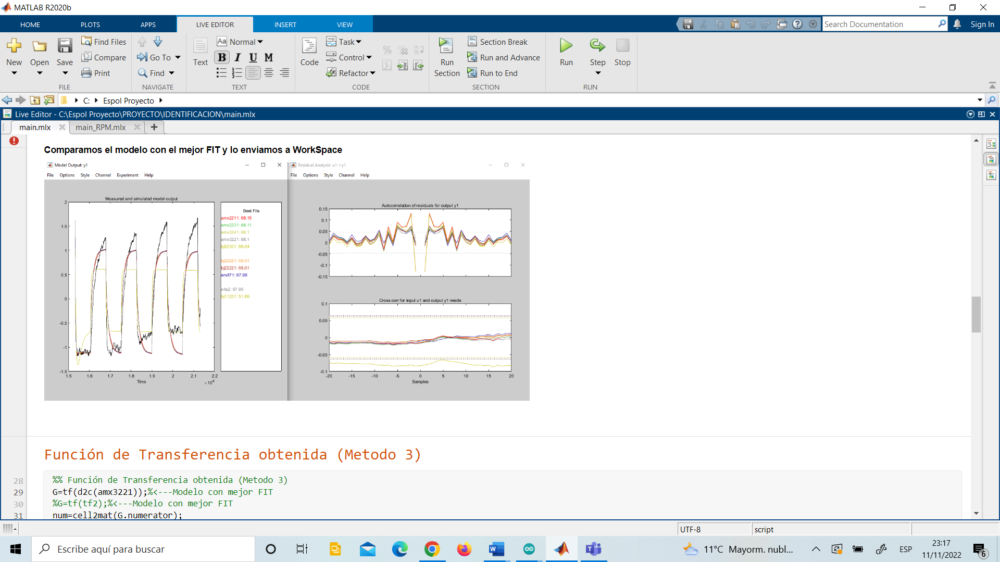 MATLAB R2020b
HOME PLOTS APPS LIVE EDITOR INSERT VIEW
Search Documentation
Sign In
New Open Save
Find Files
Compare
Print
FILE
Go To
Find
NAVIGATE
Text
Aa Normal
B I U M
TEXT
Code
Task
Control
Refactor
CODE
Run Section
Section Break
Run and Advance
Run to End
SECTION
Run Step Stop
RUN
C: Espol Proyecto
Live Editor - C:\Espol Proyecto\PROYECTO\IDENTIFICACION\main.mlx
main.mlx main_RPM.mlx
Comparamos el modelo con el mejor FIT y lo enviamos a WorkSpace
Model Output: y1
File Options Style Channel Experiment Help
Measured and simulated model output
2
1.5
1
0.5
0
-0.5
-1
-1.5
1.5 1.6 1.7 1.8 1.9 2 2.1 2.2
Time
×10^4
Best Fits
amx2211: 68.15
amx2231: 68.11
amx3241: 68.1
amx3221: 68.1
bj32321: 68.04
bj32221: 68.01
bj22221: 68.01
arx871: 67.98
n4s2: 67.95
bj11221: 51.89
Residual Analysis: u1->y1
File Options Style Channel Help
Autocorrelation of residuals for output y1
0.15
0.1
0.05
0
-0.05
-0.1
-0.15
Cross corr for input u1 and output y1 resids
0.1
0.05
0
-0.05
-0.1
-20 -15 -10 -5 0 5 10 15 20
Samples
Función de Transferencia obtenida (Metodo 3)
28 %% Función de Transferencia obtenida (Metodo 3)
29 G=tf(d2c(amx3221));%<---Modelo con mejor FIT
30 %G=tf(tf2);%<---Modelo con mejor FIT
31 num=cell2mat(G.numerator);
UTF-8 script
Escribe aquí para buscar
11°C Mayorm. nubl...
ESP
23:17
11/11/2022
6